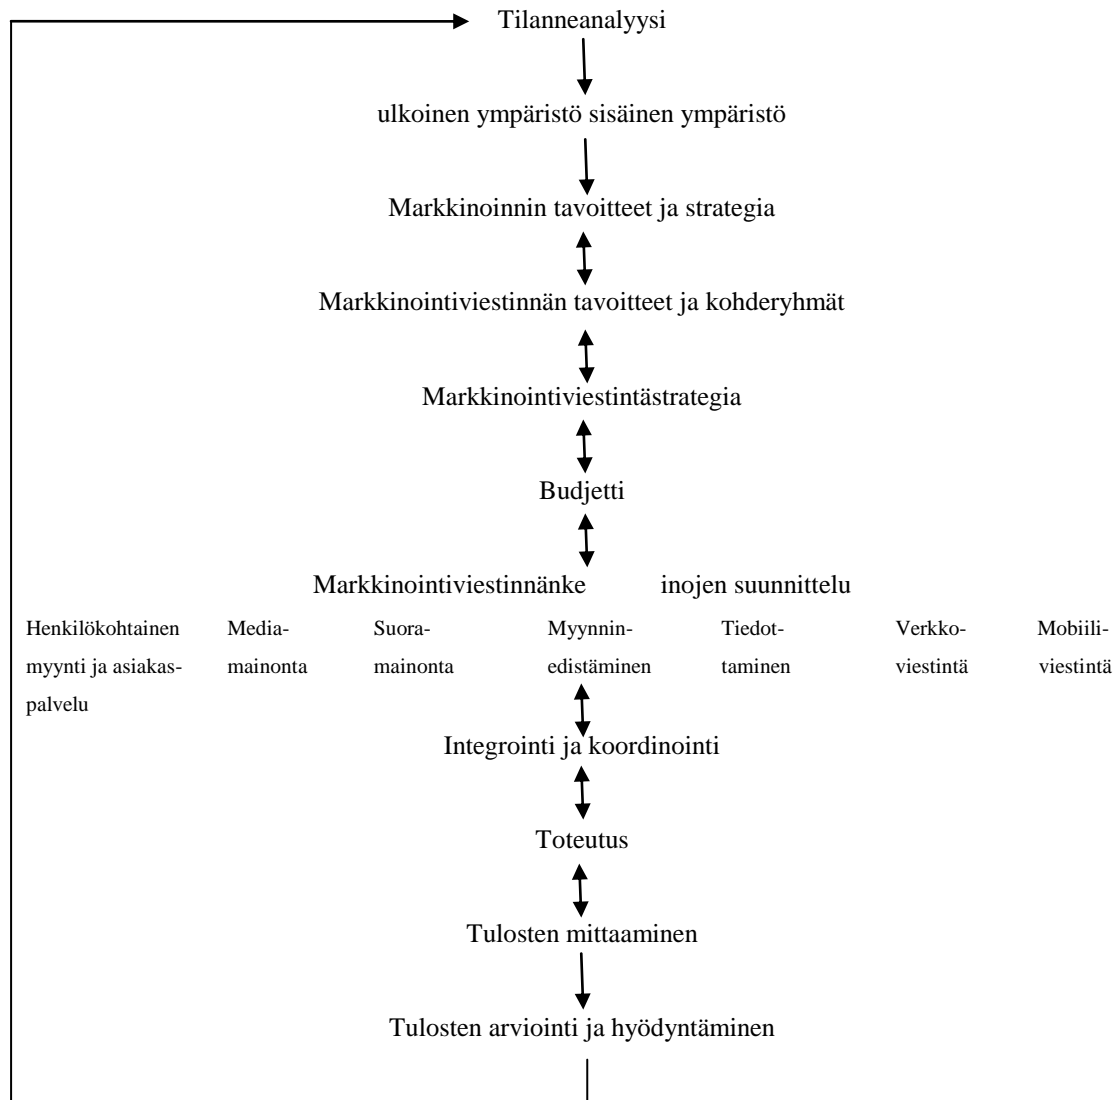 Tilanneanalyysi
ulkoinen ympäristö sisäinen ympäristö
Markkinoinnin tavoitteet ja strategia
Markkinointiviestinnän tavoitteet ja kohderyhmät
Markkinointiviestintästrategia
Budjetti
Markkinointiviestinnänke inojen suunnittelu
Henkilökohtainen Media- Suora- Myynnin- Tiedot- Verkko- Mobiili-
myynti ja asiakas- mainonta mainonta edistäminen taminen viestintä viestintä
palvelu
Integrointi ja koordinointi
Toteutus
Tulosten mittaaminen
Tulosten arviointi ja hyödyntäminen